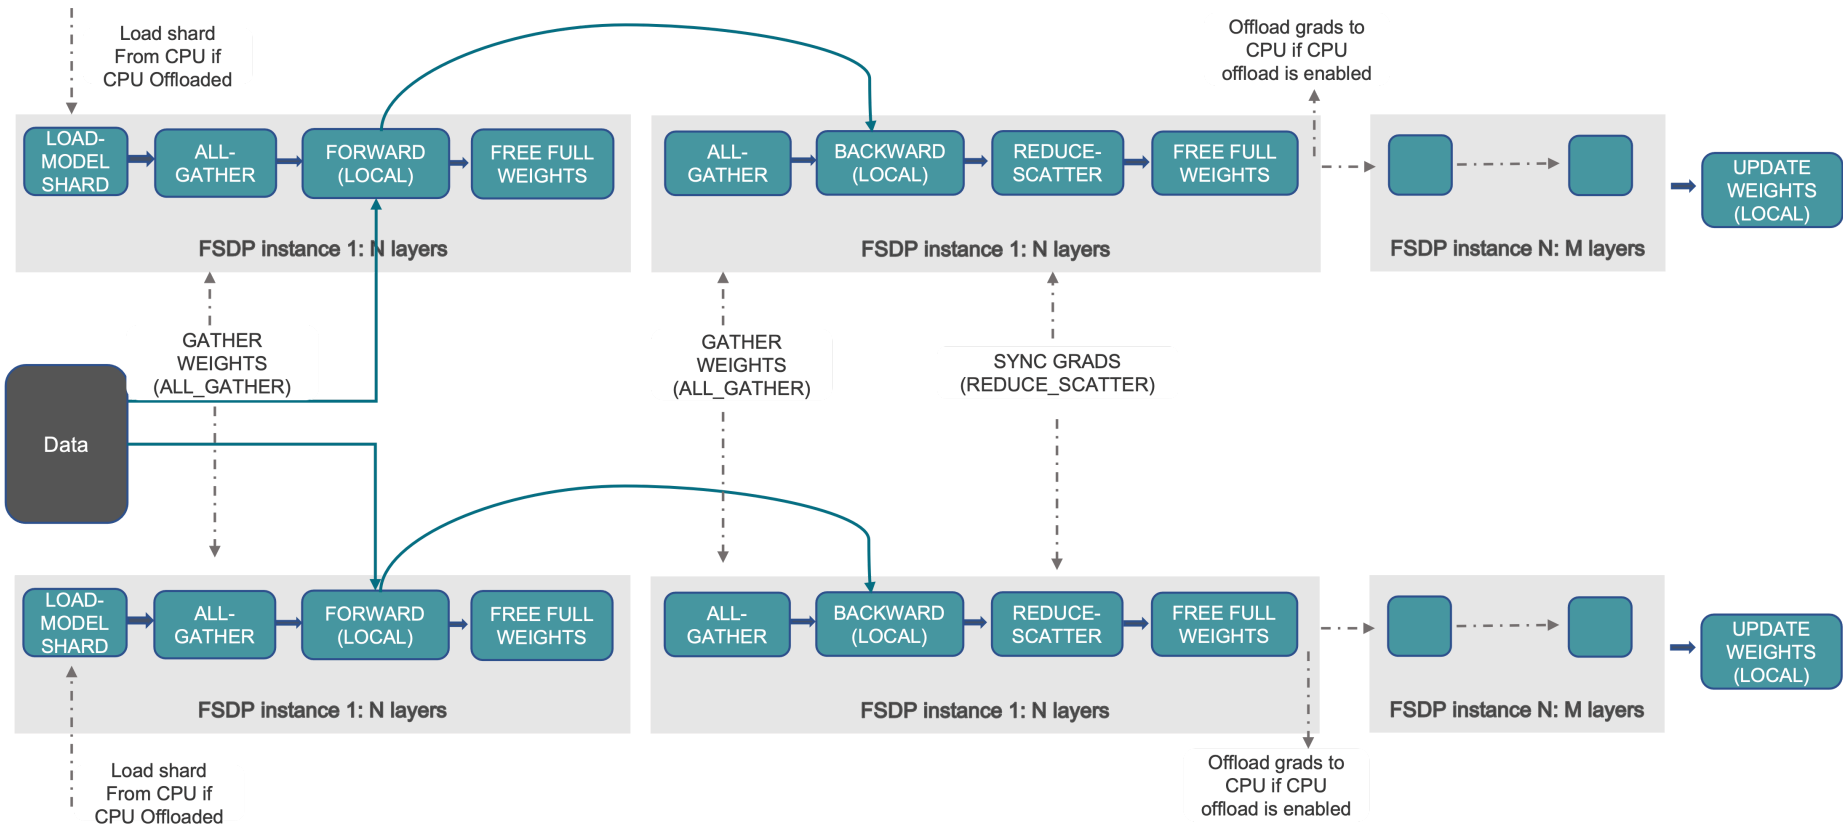 Load shard
From CPU if
CPU Offloaded
Offload grads to
CPU if CPU
offload is enabled
LOAD-
MODEL
SHARD
ALL-
GATHER
FORWARD
(LOCAL)
FREE FULL
WEIGHTS
FSDP instance 1: N layers
ALL-
GATHER
BACKWARD
(LOCAL)
REDUCE-
SCATTER
FREE FULL
WEIGHTS
FSDP instance 1: N layers
FSDP instance N: M layers
UPDATE
WEIGHTS
(LOCAL)
GATHER
WEIGHTS
(ALL_GATHER)
GATHER
WEIGHTS
(ALL_GATHER)
SYNC GRADS
(REDUCE_SCATTER)
Data
LOAD-
MODEL
SHARD
ALL-
GATHER
FORWARD
(LOCAL)
FREE FULL
WEIGHTS
FSDP instance 1: N layers
ALL-
GATHER
BACKWARD
(LOCAL)
REDUCE-
SCATTER
FREE FULL
WEIGHTS
FSDP instance 1: N layers
FSDP instance N: M layers
UPDATE
WEIGHTS
(LOCAL)
Load shard
From CPU if
CPU Offloaded
Offload grads to
CPU if CPU
offload is enabled